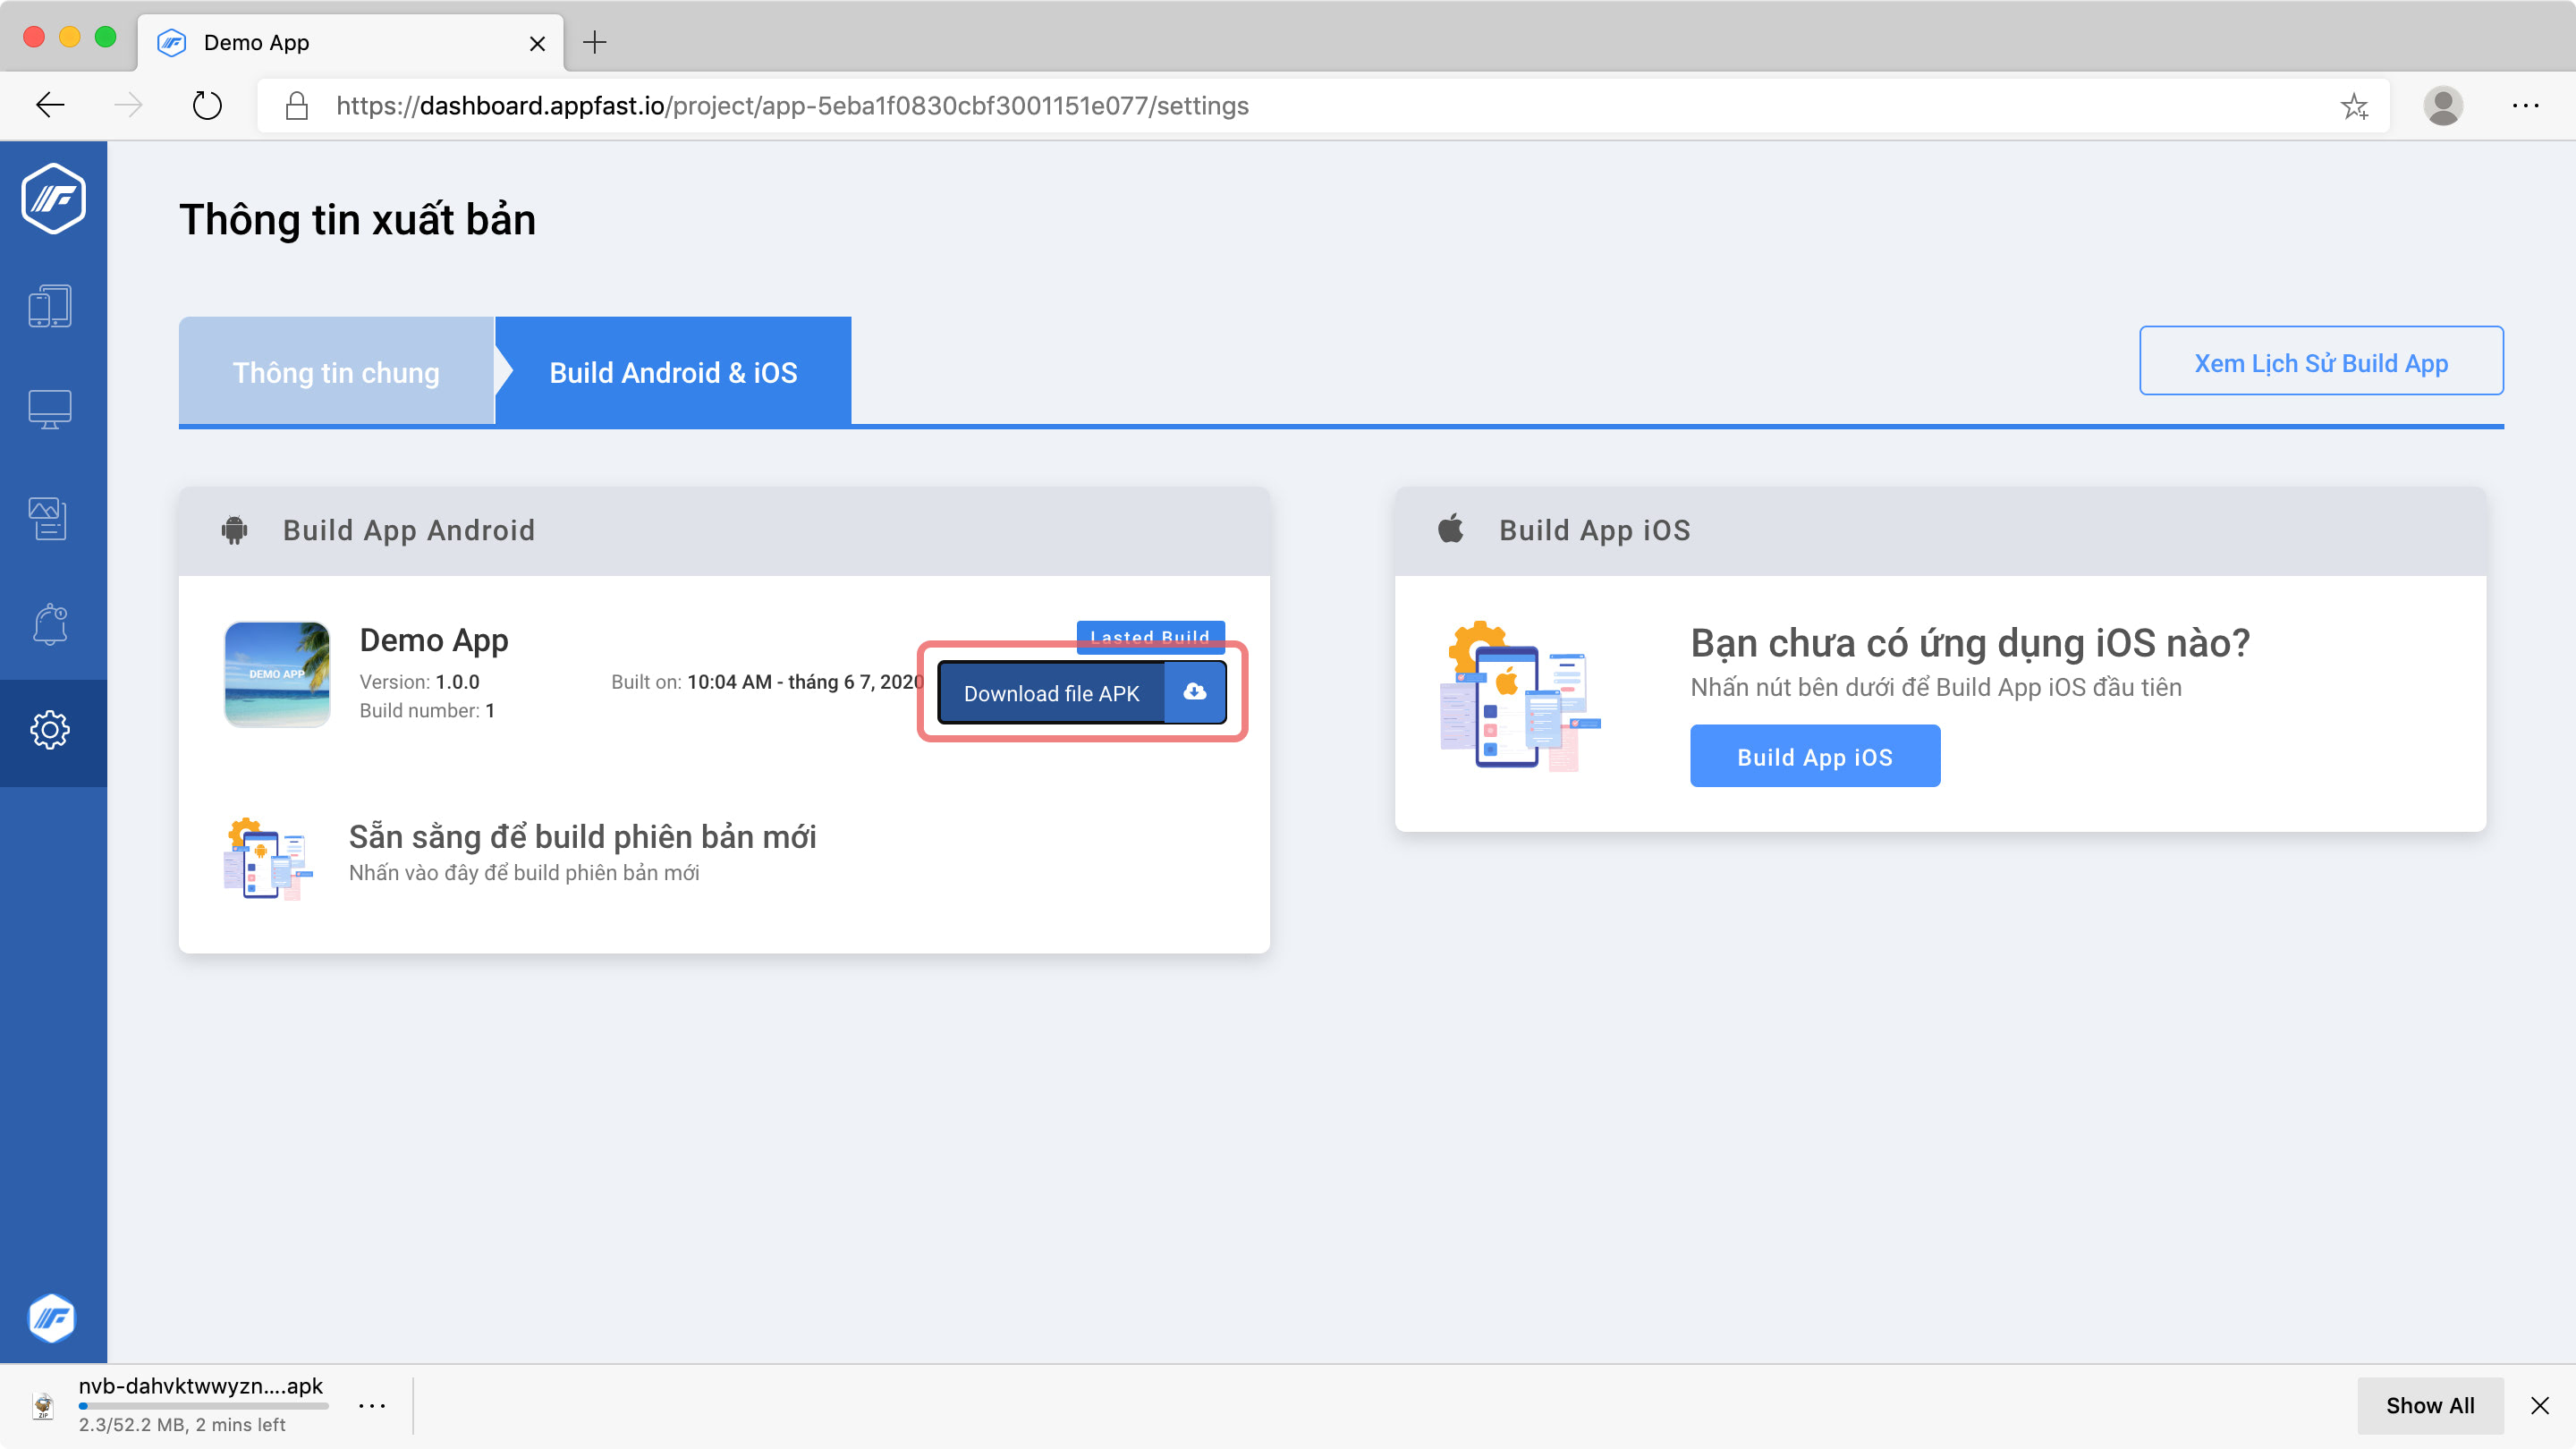 Demo App
https://dashboard.appfast.io/project/app-5eba1f0830cbf3001151e077/settings
Thông tin xuất bản
Thông tin chung
Build Android & iOS
Xem Lịch Sử Build App
Build App Android
DEMO APP
Demo App
Version: 1.0.0
Build number: 1
Built on: 10:04 AM - tháng 6 7, 2020
Lasted Build
Download file APK
Sẵn sằng để build phiên bản mới
Nhấn vào đây để build phiên bản mới
Build App iOS
Bạn chưa có ứng dụng iOS nào?
Nhấn nút bên dưới để Build App iOS đầu tiên
Build App iOS
ZIP
nvb-dahvktwwyzn....apk
2.3/52.2 MB, 2 mins left
Show All